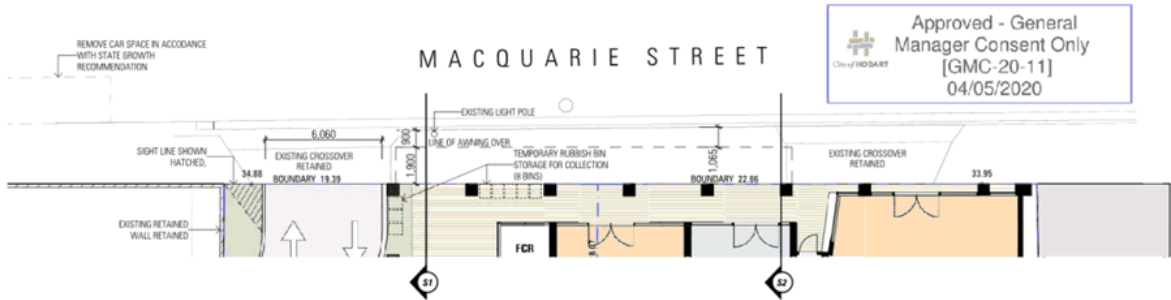 REMOVE CAR SPACE IN ACCODANCE
WITH STATE GROWTH
RECOMMENDATION
MACQUARIE STREET
Approved - General
Manager Consent Only
[GMC-20-11]
04/05/2020
City of HOBART
EXISTING LIGHT POLE
6,060
900
LINE OF AWNING OVER
SIGHT LINE SHOWN
HATCHED,
EXISTING CROSSOVER
RETAINED
1,900
TEMPORARY RUBBISH BIN
STORAGE FOR COLLECTION
(8 BINS)
1,065
EXISTING CROSSOVER
RETAINED
34.88
BOUNDARY 19.39
BOUNDARY 22.86
33.95
EXISTING RETAINED
WALL RETAINED
FCR
S1
S2